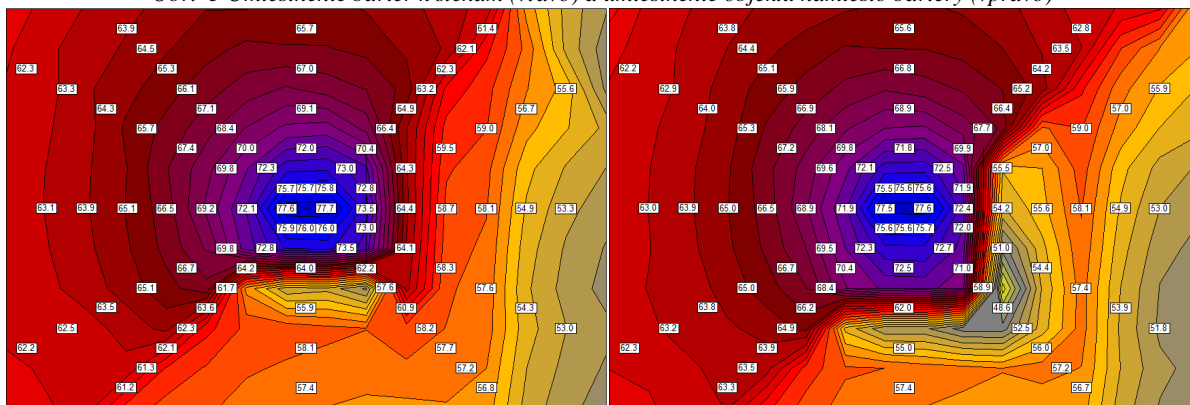 Umiestnenie bariér k stenám (vľavo) a umiestnenie objektu namiesto bariéry (vpravo)
63.9 65.7 61.4
64.5 62.1
62.3 65.3 67.0 62.3
63.3 66.1 63.2 55.6
64.3 67.1 69.1 64.9 56.7
65.7 68.4 66.4 59.0
67.4 70.0 72.0 70.4 59.5
69.8 72.3 73.0 64.3
75.7 75.7 75.8 72.8
63.1 63.9 65.1 66.5 69.2 72.1 77.6 77.7 73.5 64.4 58.7 58.1 54.9 53.3
75.9 76.0 76.0 73.0
69.8 72.8 73.5 64.1
66.7 64.2 64.0 62.2 58.3
65.1 61.7 57.6 57.6
63.5 63.6 55.9 60.9 54.3
62.5 62.3 58.2 53.0
62.2 62.1 58.1 57.7
61.3 57.2
61.2 57.4 56.8
63.8 65.6 62.8
64.4 63.5
62.2 65.1 66.8 64.2
62.9 65.9 66.4 55.9
64.0 66.9 68.9 57.0
65.3 68.1 67.7 59.0
67.2 69.8 71.8 69.9 57.0
69.6 72.1 72.5 55.5
75.5 75.6 75.6 71.9
63.0 63.9 65.0 66.5 68.9 71.9 77.5 77.6 72.4 54.2 55.6 58.1 54.9 53.0
75.6 75.6 75.7 72.0
69.5 72.3 72.7 51.0
66.7 70.4 72.5 71.0 54.4
65.0 68.4 58.9 57.4
63.8 66.2 62.0 48.6 53.9
63.2 64.9 52.5 51.8
62.3 63.9 55.0 56.0
63.5 57.2
63.3 57.4 56.7